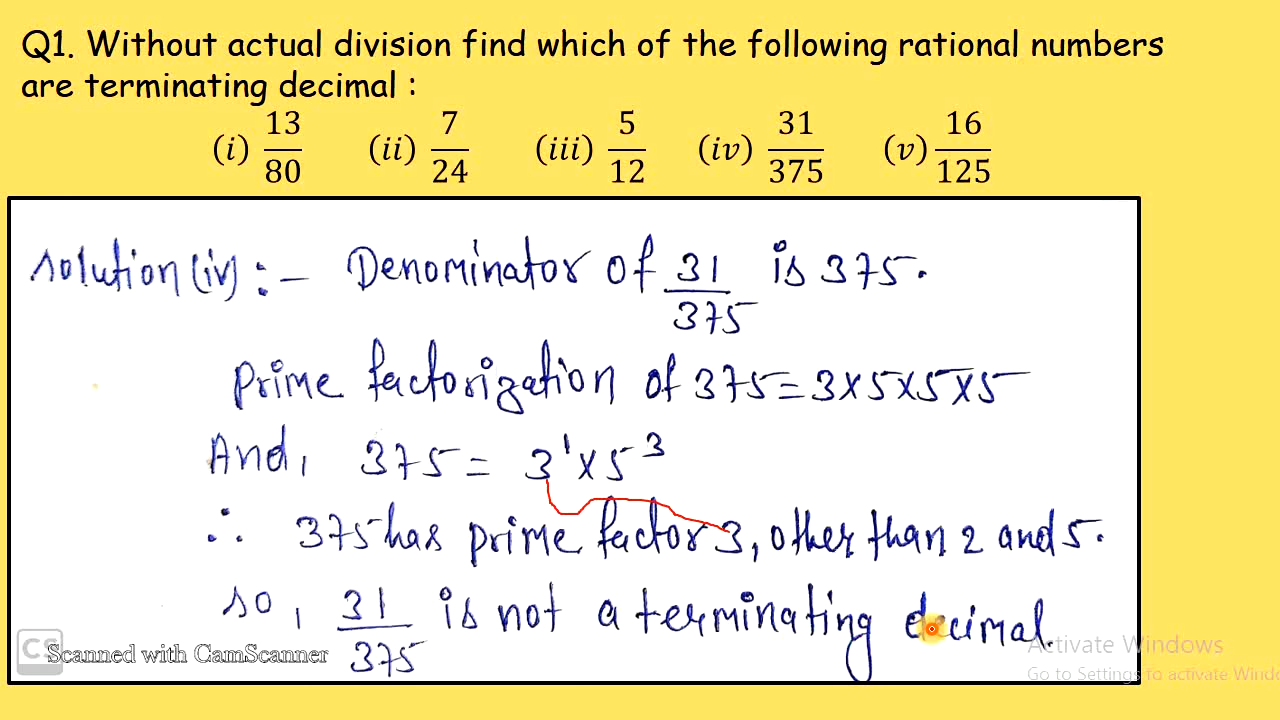 Q1. Without actual division find which of the following rational numbers
are terminating decimal :
(i) 13/80 (ii) 7/24 (iii) 5/12 (iv) 31/375 (v) 16/125
solution (iv) :- Denominator of 31/375 is 375.
Prime factorization of 375 = 3×5×5×5
And, 375 = 3¹×5³
∴ 375 has prime factor 3, other than 2 and 5.
so, 31/375 is not a terminating decimal.
CS Scanned with CamScanner
Activate Windows
Go to Settings to activate Windo